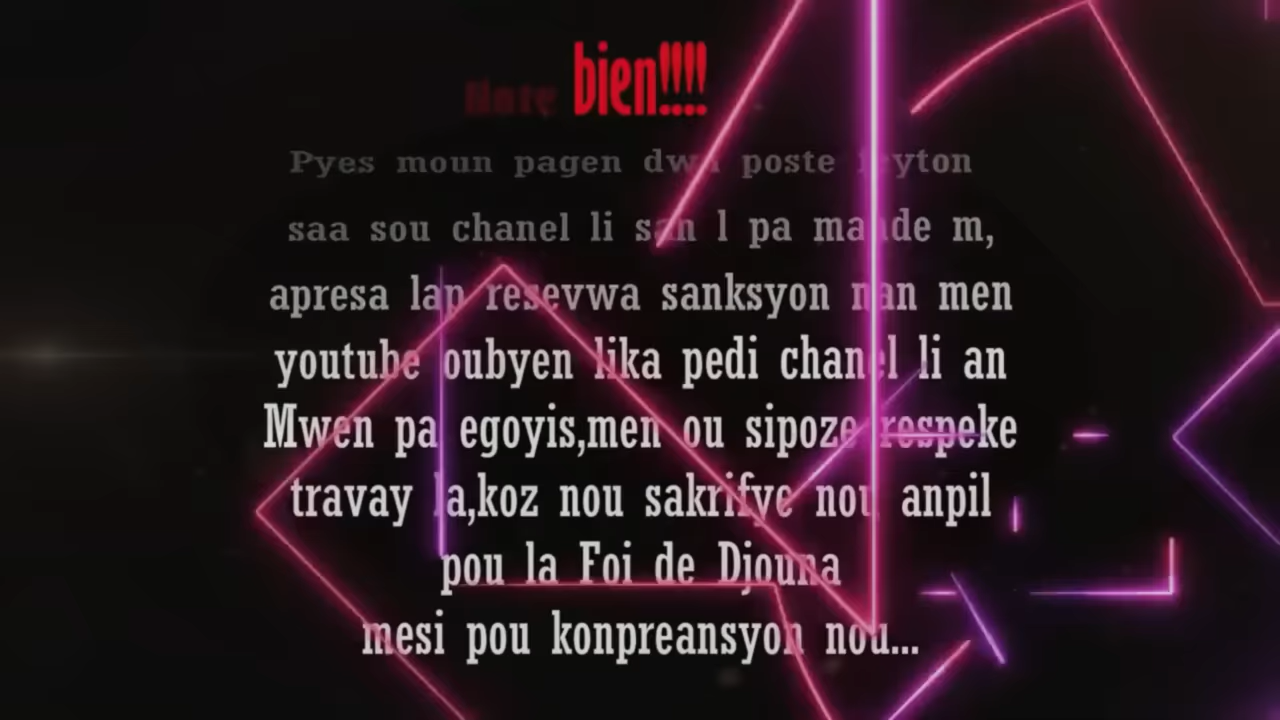 Note bien!!!!
Pyes moun pagen dwa poste feyton
saa sou chanel li san l pa mande m,
apresa lap resevwa sanksyon nan men
youtube oubyen lika pedi chanel li an
Mwen pa egoyis,men ou sipoze respeke
travay la,koz nou sakrifye nou anpil
pou la Foi de Djouna
mesi pou konpreansyon nou...